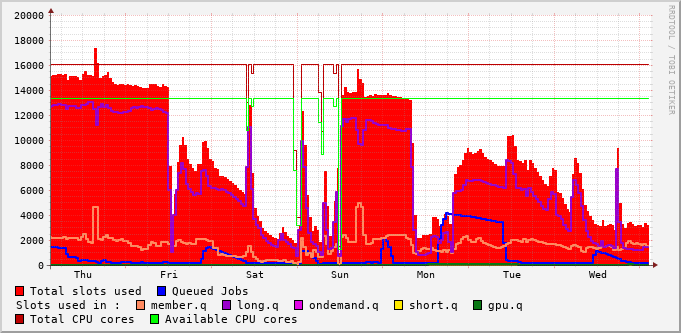 20000
18000
16000
14000
12000
10000
8000
6000
4000
2000
0
Thu Fri Sat Sun Mon Tue Wed
RRDTOOL / TOBI OETIKER
Total slots used Queued Jobs
Slots used in : member.q long.q ondemand.q short.q gpu.q
Total CPU cores Available CPU cores